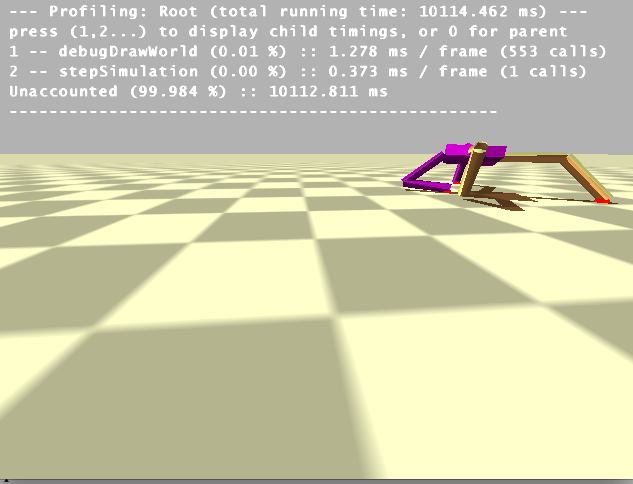 --- Profiling: Root (total running time: 10114.462 ms) ---
press (1,2...) to display child timings, or 0 for parent
1 -- debugDrawWorld (0.01 %) :: 1.278 ms / frame (553 calls)
2 -- stepSimulation (0.00 %) :: 0.373 ms / frame (1 calls)
Unaccounted (99.984 %) :: 10112.811 ms
-------------------------------------------------